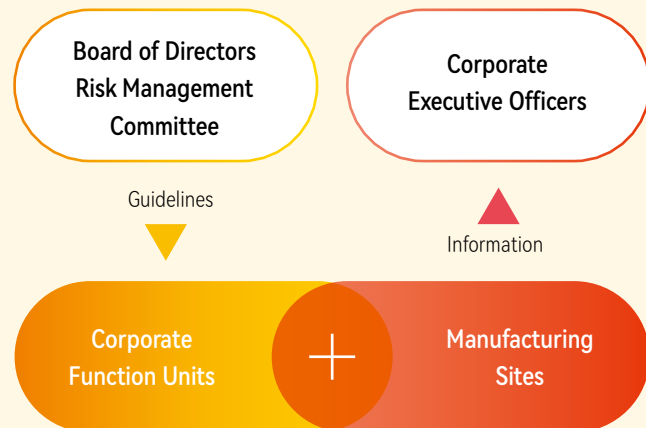 Board of Directors
Risk Management
Committee
Corporate
Executive Officers
Guidelines
Information
Corporate
Function Units
+
Manufacturing
Sites